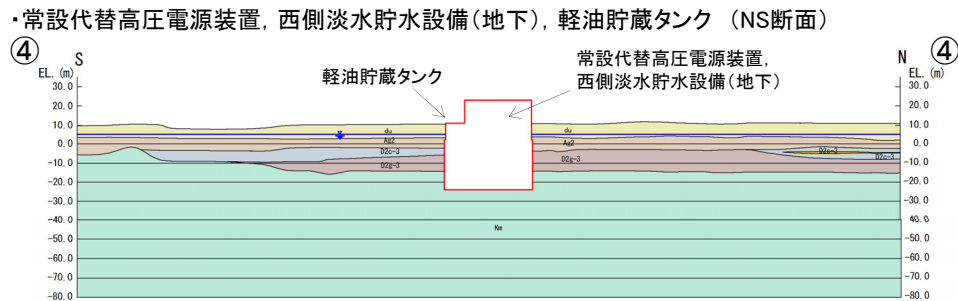 ・常設代替高圧電源装置，西側淡水貯水設備（地下），軽油貯蔵タンク　（NS断面）
④ S N ④
EL. (m) EL. (m)
軽油貯蔵タンク
常設代替高圧電源装置，
西側淡水貯水設備（地下）
30.0 30.0
20.0 20.0
10.0 du du 10.0
0.0 Ag2 Ag2 0.0
D2c-3 D2s-3 D2c-3
-10.0 D2g-3 D2g-3 -10.0
-20.0 -20.0
-30.0 -30.0
-40.0 Km -40.0
-50.0 -50.0
-60.0 -60.0
-70.0 -70.0
-80.0 -80.0